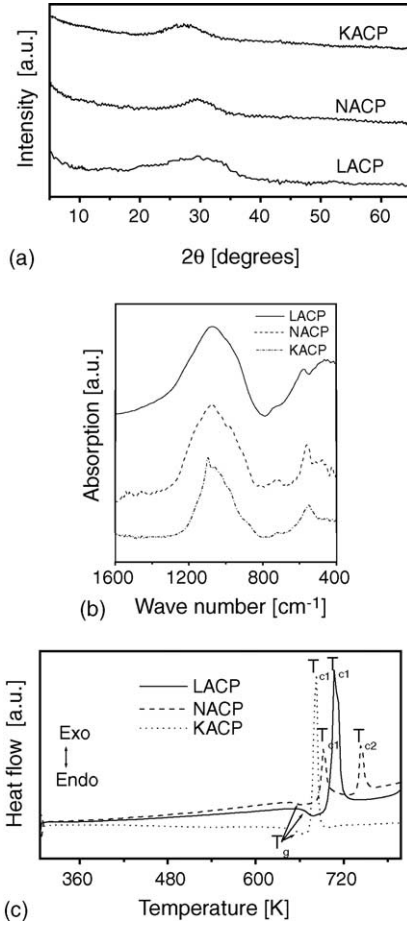 KACP
NACP
LACP
Intensity [a.u.]
10 20 30 40 50 60
2θ [degrees]
(a)
LACP
NACP
KACP
Absorption [a.u.]
1600 1200 800 400
Wave number [cm-1]
(b)
Tc1 Tc1
LACP
NACP
KACP
Tc1 Tc2
Exo
Endo
Tg
Heat flow [a.u.]
360 480 600 720
Temperature [K]
(c)